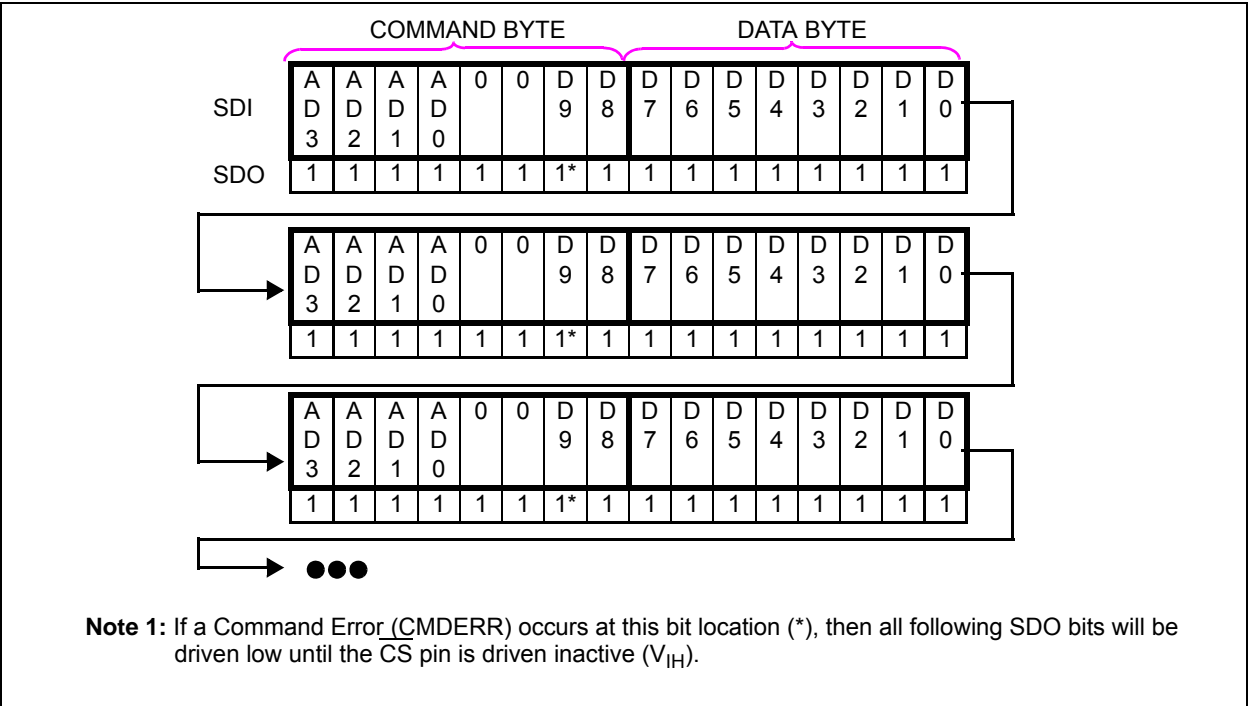 COMMAND BYTE DATA BYTE
A A A A 0 0 D D D D D D D D D D
SDI D D D D 9 8 7 6 5 4 3 2 1 0
3 2 1 0
SDO 1 1 1 1 1 1 1* 1 1 1 1 1 1 1 1 1
A A A A 0 0 D D D D D D D D D D
D D D D 9 8 7 6 5 4 3 2 1 0
3 2 1 0
1 1 1 1 1 1 1* 1 1 1 1 1 1 1 1 1
A A A A 0 0 D D D D D D D D D D
D D D D 9 8 7 6 5 4 3 2 1 0
3 2 1 0
1 1 1 1 1 1 1* 1 1 1 1 1 1 1 1 1
Note 1: If a Command Error (CMDERR) occurs at this bit location (*), then all following SDO bits will be
driven low until the CS pin is driven inactive (VIH).